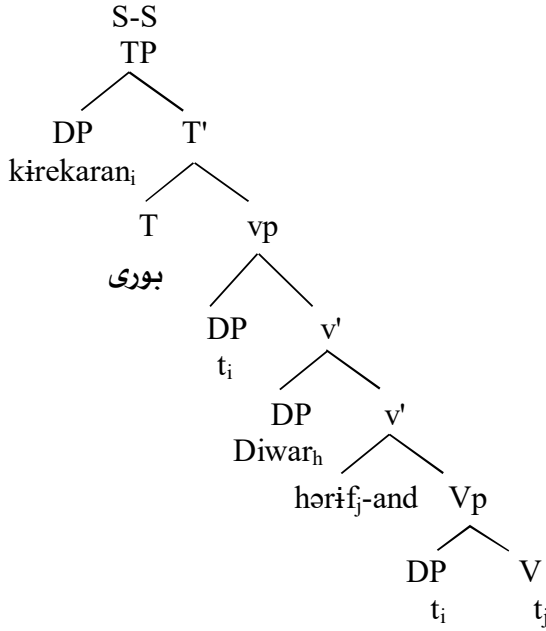 S-S
TP
DP T'
kɨrekaranᵢ
T vp
بوری
DP v'
tᵢ
DP v'
Diwarₕ
hərɨfⱼ-and Vp
DP V
tᵢ tⱼ